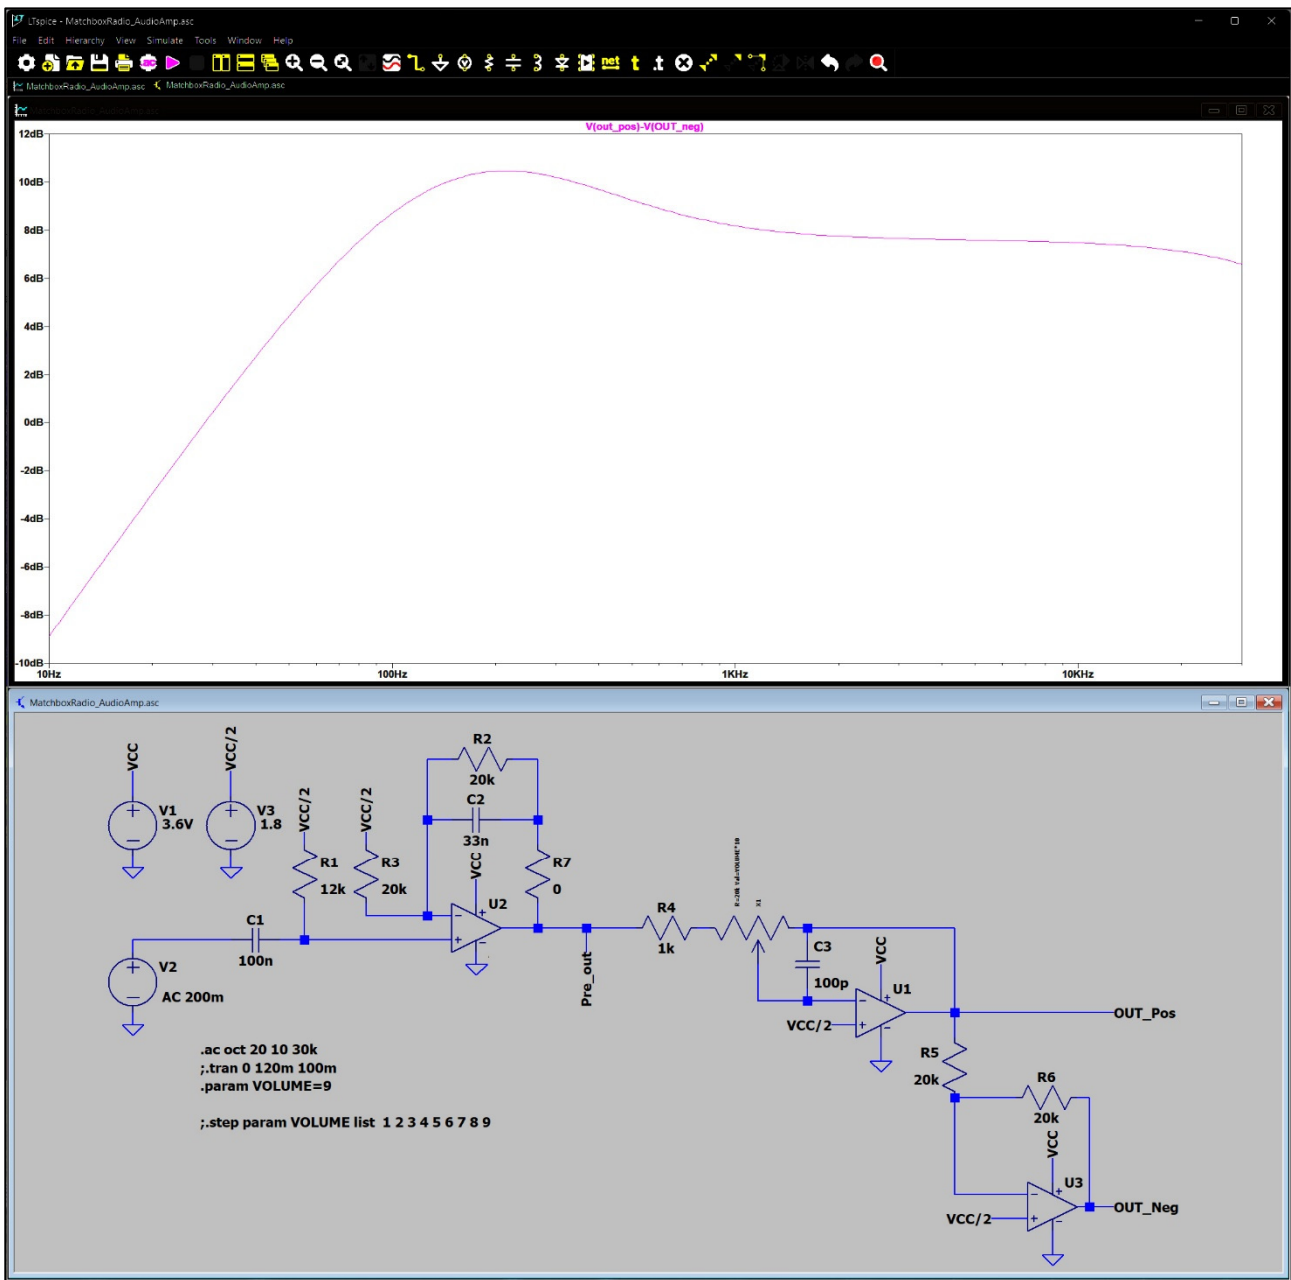 LTspice - MatchboxRadio_AudioAmp.asc
File Edit Hierarchy View Simulate Tools Window Help
.ac net t .t
MatchboxRadio_AudioAmp.asc MatchboxRadio_AudioAmp.asc
V(out_pos)-V(OUT_neg)
12dB
10dB
8dB
6dB
4dB
2dB
0dB
-2dB
-4dB
-6dB
-8dB
-10dB
10Hz 100Hz 1KHz 10KHz
MatchboxRadio_AudioAmp.asc
VCC
V1
3.6V
VCC/2
V3
1.8
VCC/2
R1
12k
VCC/2
R3
20k
R2
20k
C2
33n
R7
0
VCC
U2
C1
100n
V2
AC 200m
Pre_out
R4
1k
X1
C3
100p
VCC
U1
VCC/2
OUT_Pos
R5
20k
R6
20k
VCC
U3
VCC/2
OUT_Neg
.ac oct 20 10 30k
;.tran 0 120m 100m
.param VOLUME=9
;.step param VOLUME list 1 2 3 4 5 6 7 8 9